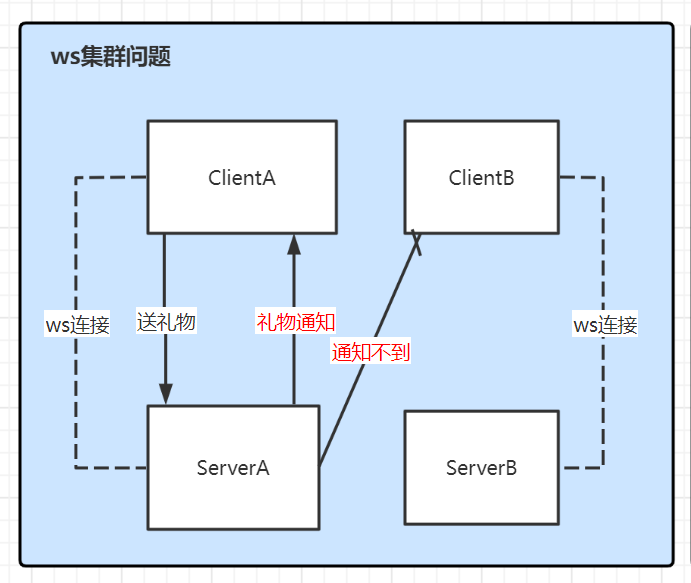 ws集群问题
ClientA
ClientB
ws连接
送礼物
礼物通知
通知不到
ws连接
ServerA
ServerB